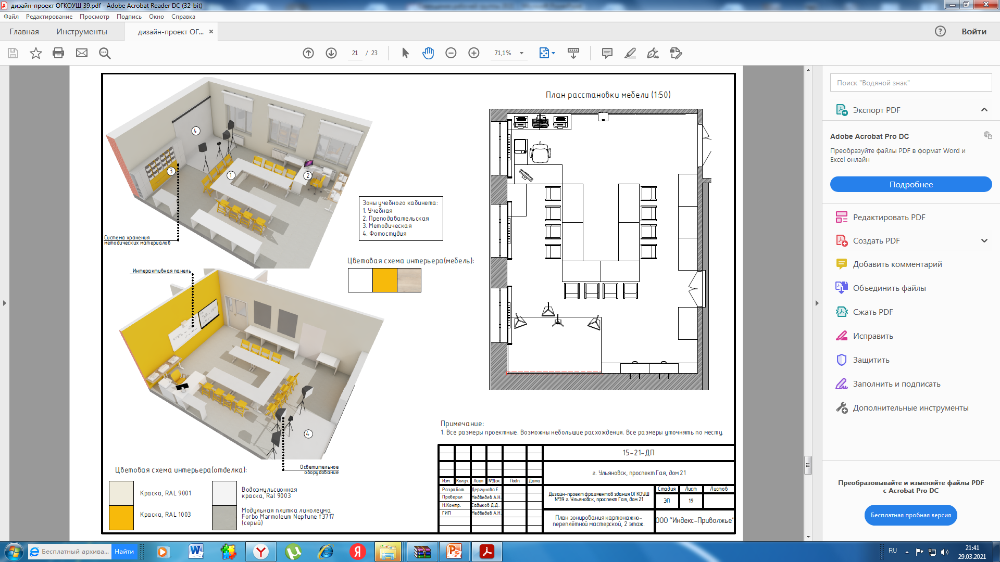 дизайн-проект ОГКОУШ 39.pdf - Adobe Acrobat Reader DC (32-bit)
Файл Редактирование Просмотр Подпись Окно Справка
Главная Инструменты дизайн-проект ОГ... × Войти
21 / 23 71,1%
План расстановки мебели (1:50)
4
3
1
2
Зоны учебного кабинета:
1. Учебная
2. Преподавательская
3. Методическая
4. Фотостудия
Система хранения
методических материалов
Цветовая схема интерьера(мебель):
Интерактивная панель
4
Осветительное
оборудование
Цветовая схема интерьера(отделка):
Краска, RAL 9001
Краска, RAL 1003
Водоэмульсионная
краска, Ral 9003
Модульная плитка линолеума
Forbo Marmoleum Neptune f3717
(серый)
Примечание:
1. Все размеры проектные. Возможны небольшие расхождения. Все размеры уточнять по месту.
15-21-ДП
г. Ульяновск, проспект Гая, дом 21
Изм. Колуч. Лист №Док. Подп. Дата
Разработ. Дергунова Е.
Проверил Медведев А.Н.
Н.Контр. Садыков Д.Д.
ГИП Медведев А.Н.
Дизайн-проект фрагментов здания ОГКОУШ
№39 г. Ульяновск, проспект Гая, дом 21
Стадия Лист Листов
ЭП 19
План зонирования картонажно-
переплётной мастерской, 2 этаж.
ООО "Индекс-Приволжье"
Поиск "Водяной знак"
Экспорт PDF
Adobe Acrobat Pro DC
Преобразуйте файлы PDF в формат Word и
Excel онлайн
Подробнее
Редактировать PDF
Создать PDF
Добавить комментарий
Объединить файлы
Сжать PDF
Исправить
Защитить
Заполнить и подписать
Дополнительные инструменты
Преобразовывайте и изменяйте файлы PDF
с Acrobat Pro DC
Бесплатная пробная версия
Бесплатный архива... Найти
RU
21:41
29.03.2021